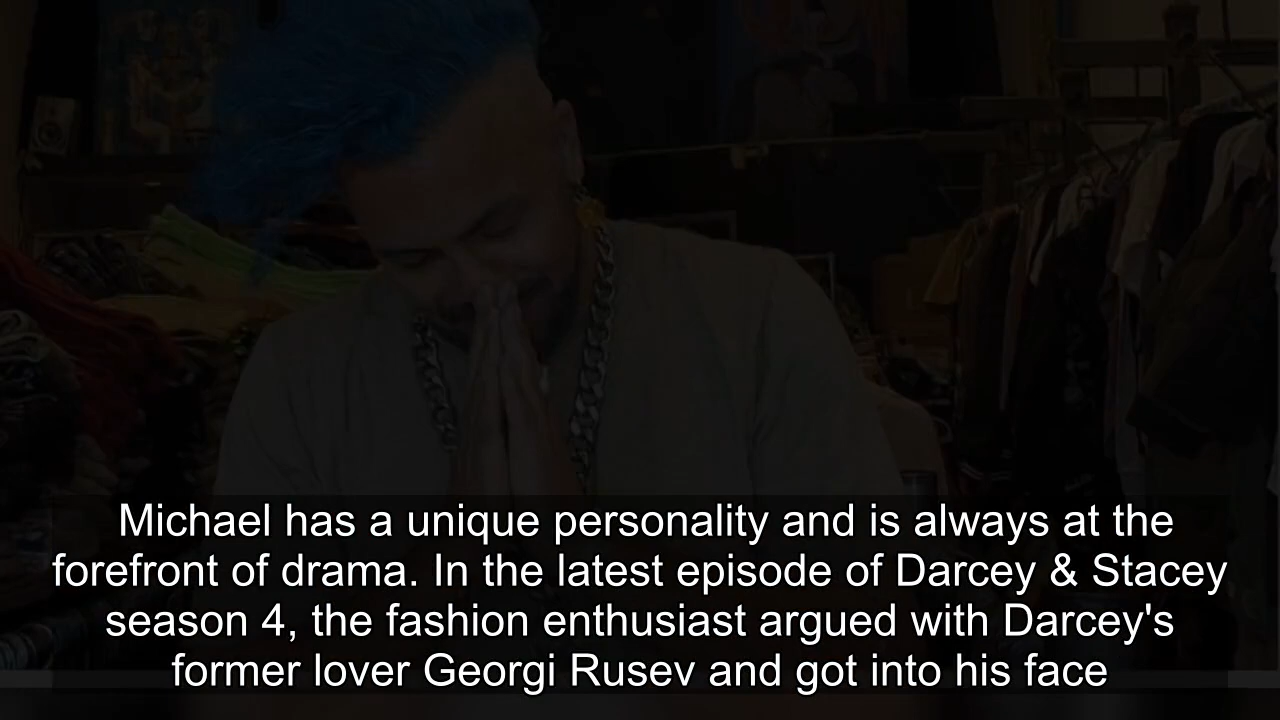 Michael has a unique personality and is always at the
forefront of drama. In the latest episode of Darcey & Stacey
season 4, the fashion enthusiast argued with Darcey's
former lover Georgi Rusev and got into his face